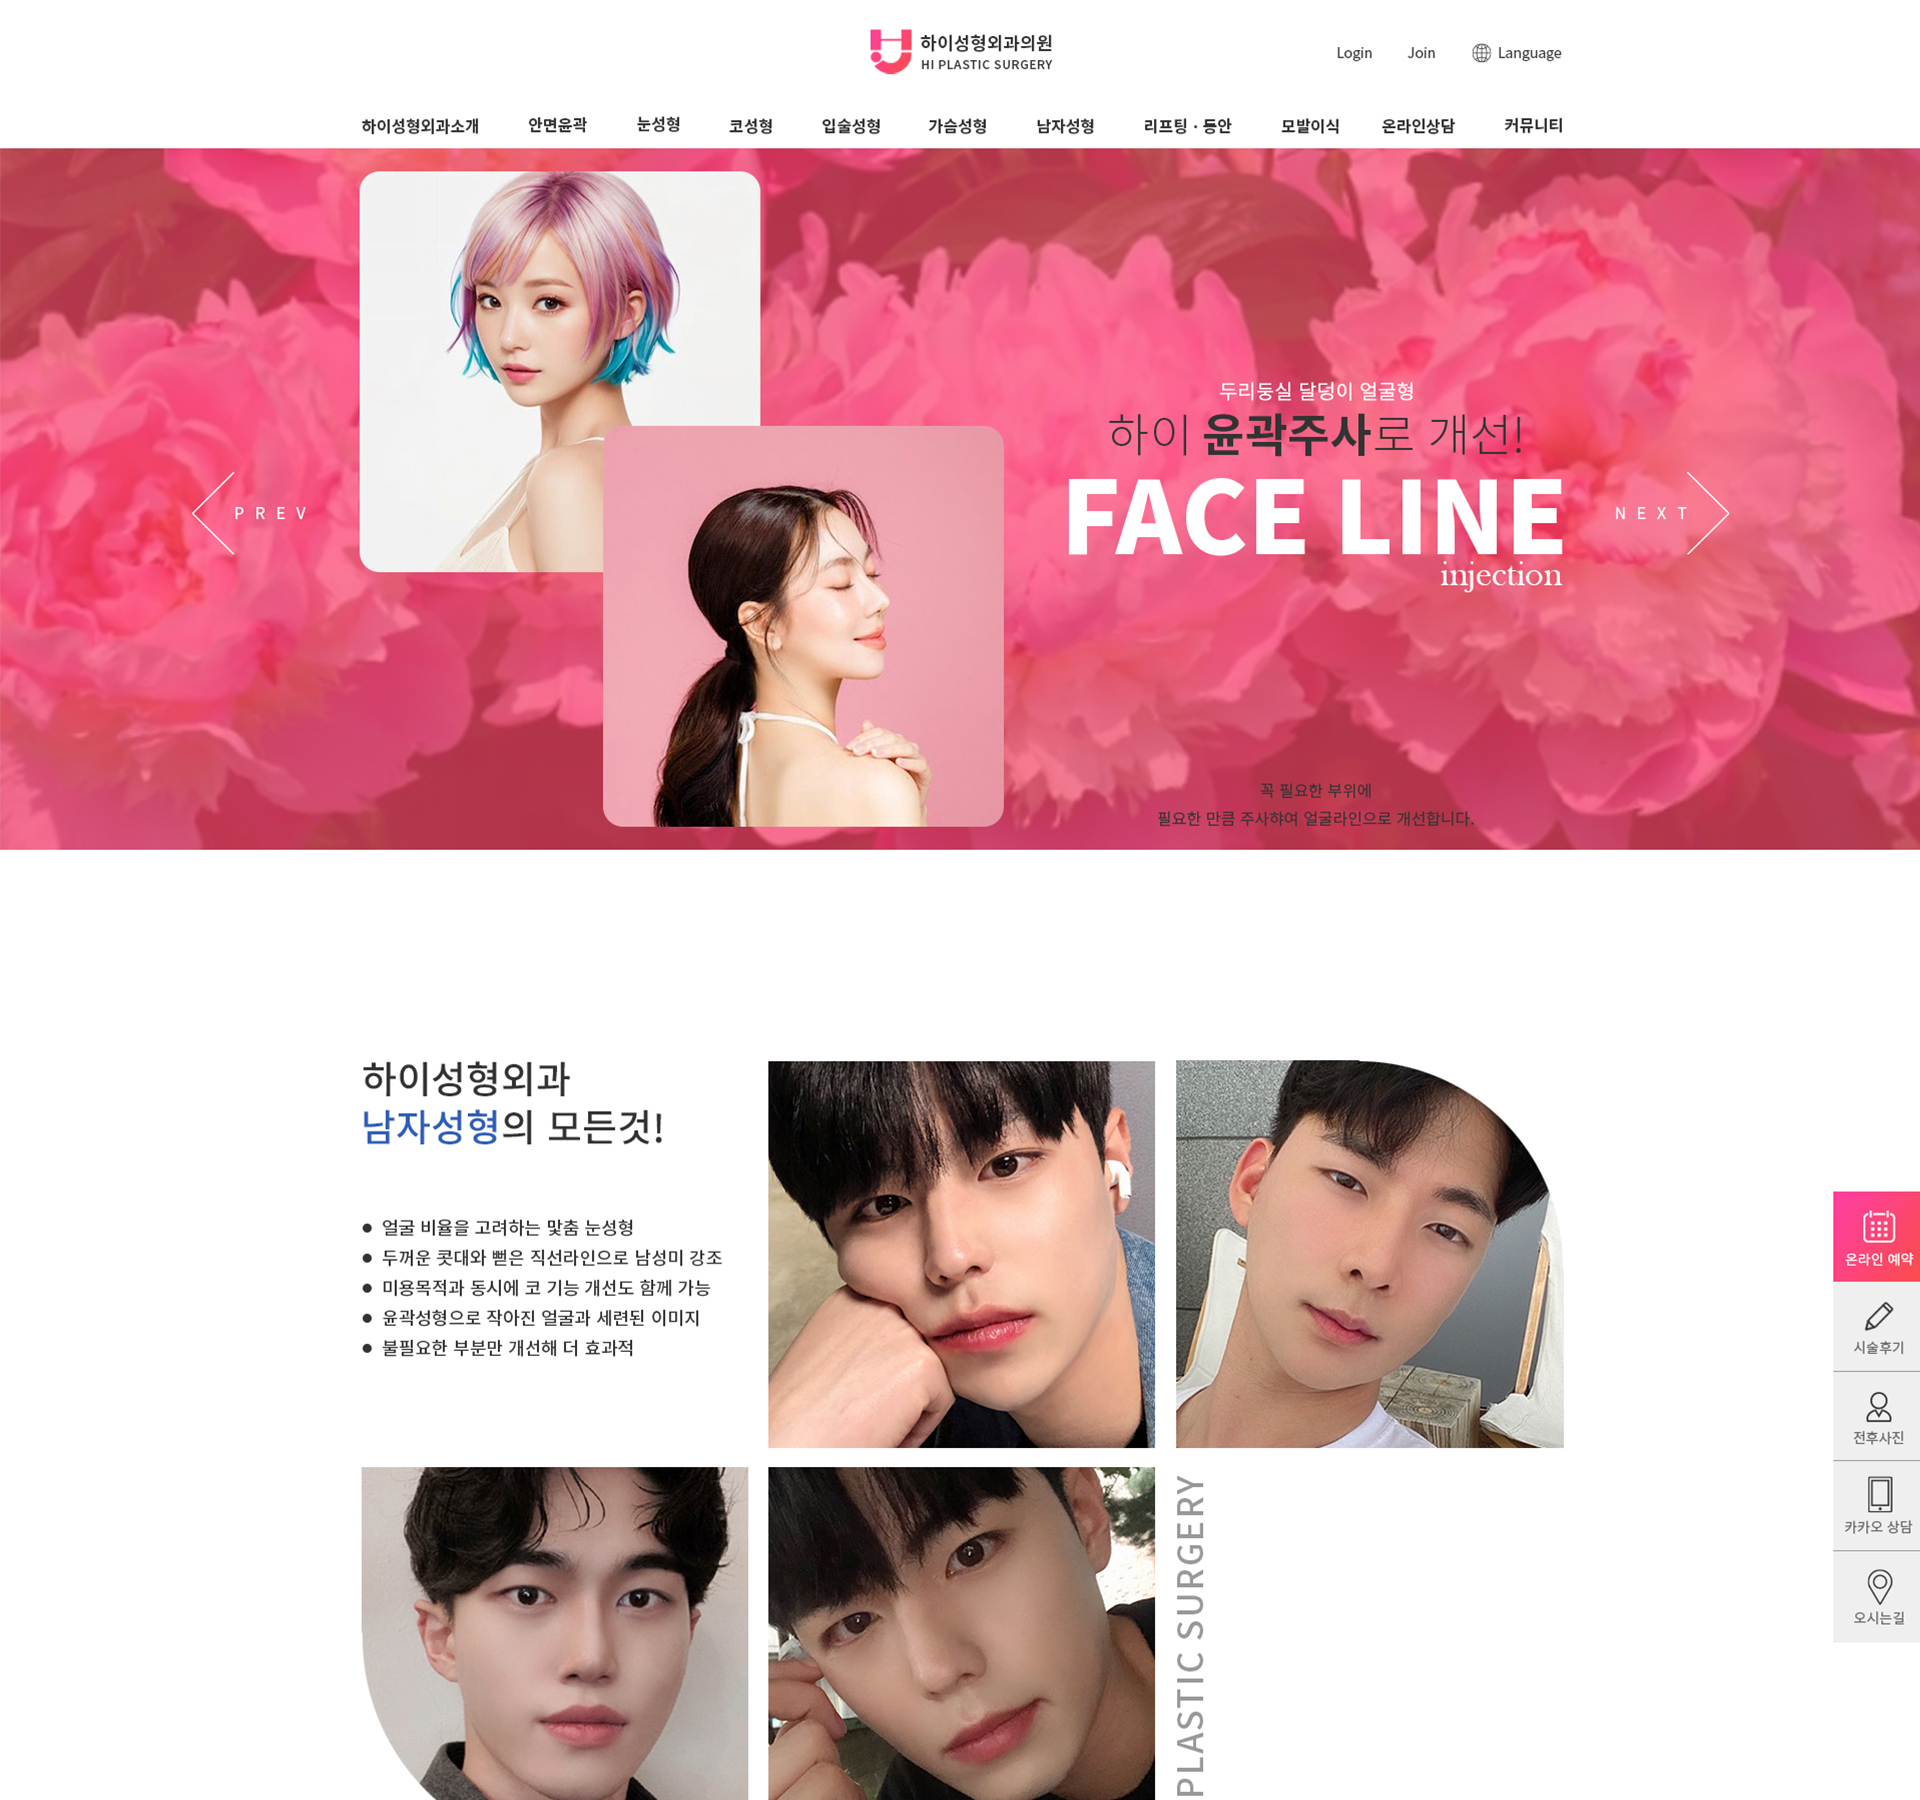 하이성형외과의원
HI PLASTIC SURGERY
Login
Join
Language
하이성형외과소개
안면윤곽
눈성형
코성형
입술성형
가슴성형
남자성형
리프팅 · 동안
모발이식
온라인상담
커뮤니티
두리둥실 달덩이 얼굴형
하이 윤곽주사로 개선!
FACE LINE
injection
PREV
NEXT
꼭 필요한 부위에
필요한 만큼 주사햐여 얼굴라인으로 개선합니다.
하이성형외과
남자성형의 모든것!
● 얼굴 비율을 고려하는 맟춤 눈성형
● 두꺼운 콧대와 뻗은 직선라인으로 남성미 강조
● 미용목적과 동시에 코 기능 개선도 함께 가능
● 윤곽성형으로 작아진 얼굴과 세련된 이미지
● 불필요한 부분만 개선해 더 효과적
온라인 예약
시술후기
전후사진
카카오 상담
오시는길
PLASTIC SURGERY